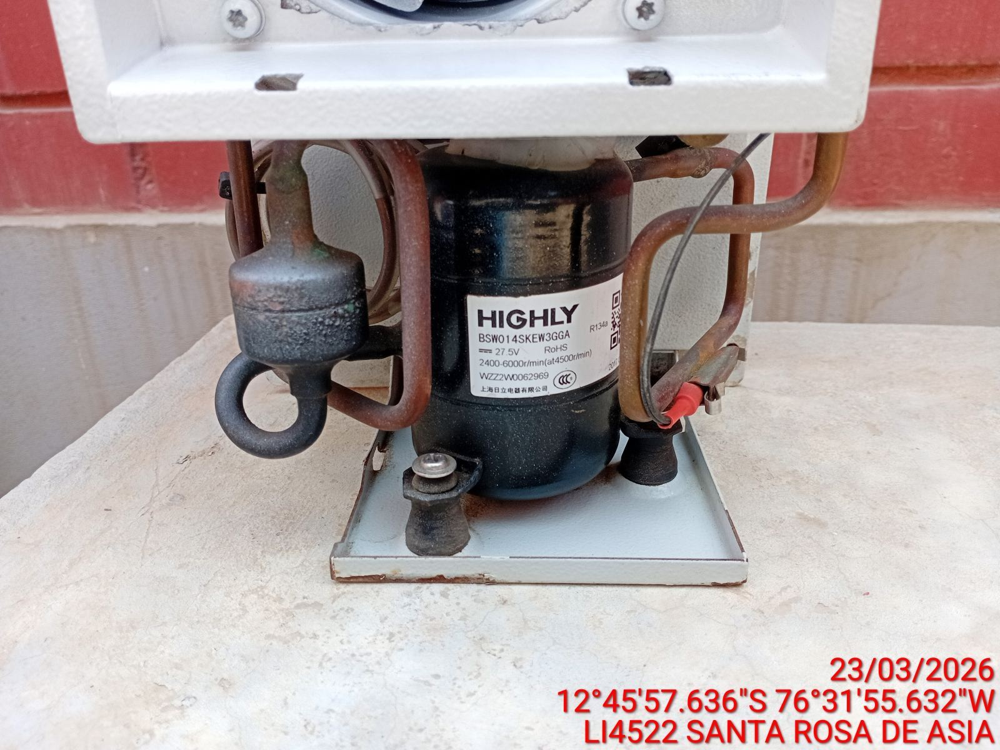 HIGHLY
R134a
BSW014SKEW3GGA
27.5V RoHS
2400-6000r/min(at4500r/min)
2017
WZZ2W0062969
上海日立电器有限公司
23/03/2026
12°45'57.636"S 76°31'55.632"W
LI4522 SANTA ROSA DE ASIA